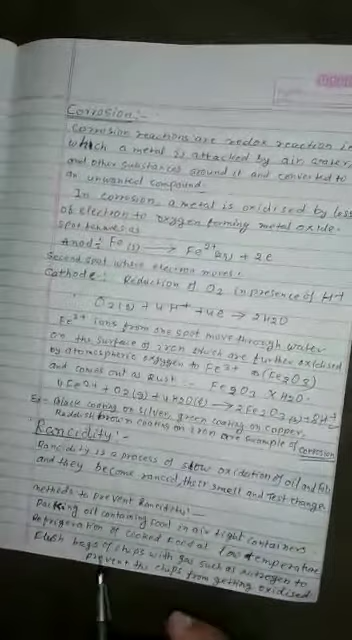 Corrosion:-
Corrosion reactions are redox reaction in
which a metal is attacked by air water,
and other substances around it and converted to
an unwanted compound.
In corrosion, a metal is oxidised by loss
of electron to oxygen forming metal oxide.
spot behaves as
Anod: Fe(s) → Fe²⁺(aq) + 2e
Second spot where electron moves:
Cathode:- Reduction of O2 in presence of H+
O2(g) + 4H+ + 4e → 2H2O
Fe²⁺ ions from one spot move through water
on the surface of iron which are further oxidised
by atmospheric oxygen to Fe³⁺ (Fe2O3)
and comes out as Rust:- Fe2O3 XH2O.
4Fe²⁺ + O2(g) + 4H2O(l) → 2Fe2O3(s) + 8H+
Ex- Black coating on silver, green coating on copper,
Reddish brown coating on iron are example of corrosion
Rancidity:-
Rancidity is a process of slow oxidation of oil and fats
and they become rancid, their smell and Test change
methods to prevent Rancidity:-
Packing oil containing food in air tight containers.
Refrigeration of cooked food at low temperature
Flush bags of chips with gas such as nitrogen to
prevent the chips from getting oxidised.